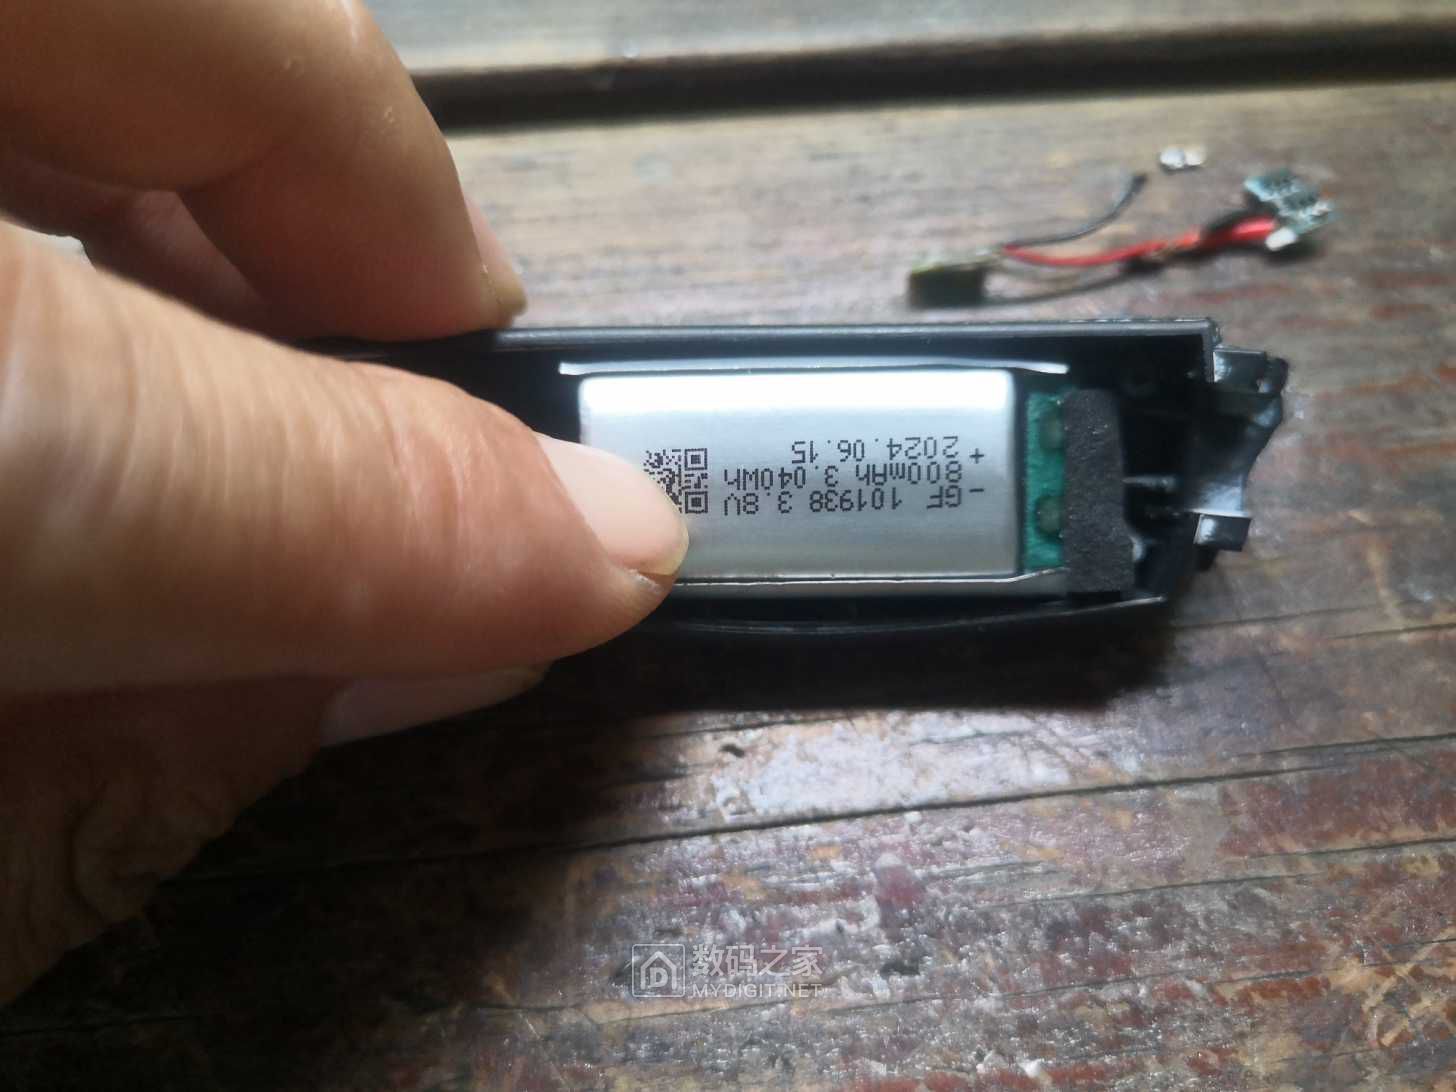 -GF 101938 3.8V
800mAh 3.040Wh
+2024.06.15
数码之家
MYDIGIT.NET